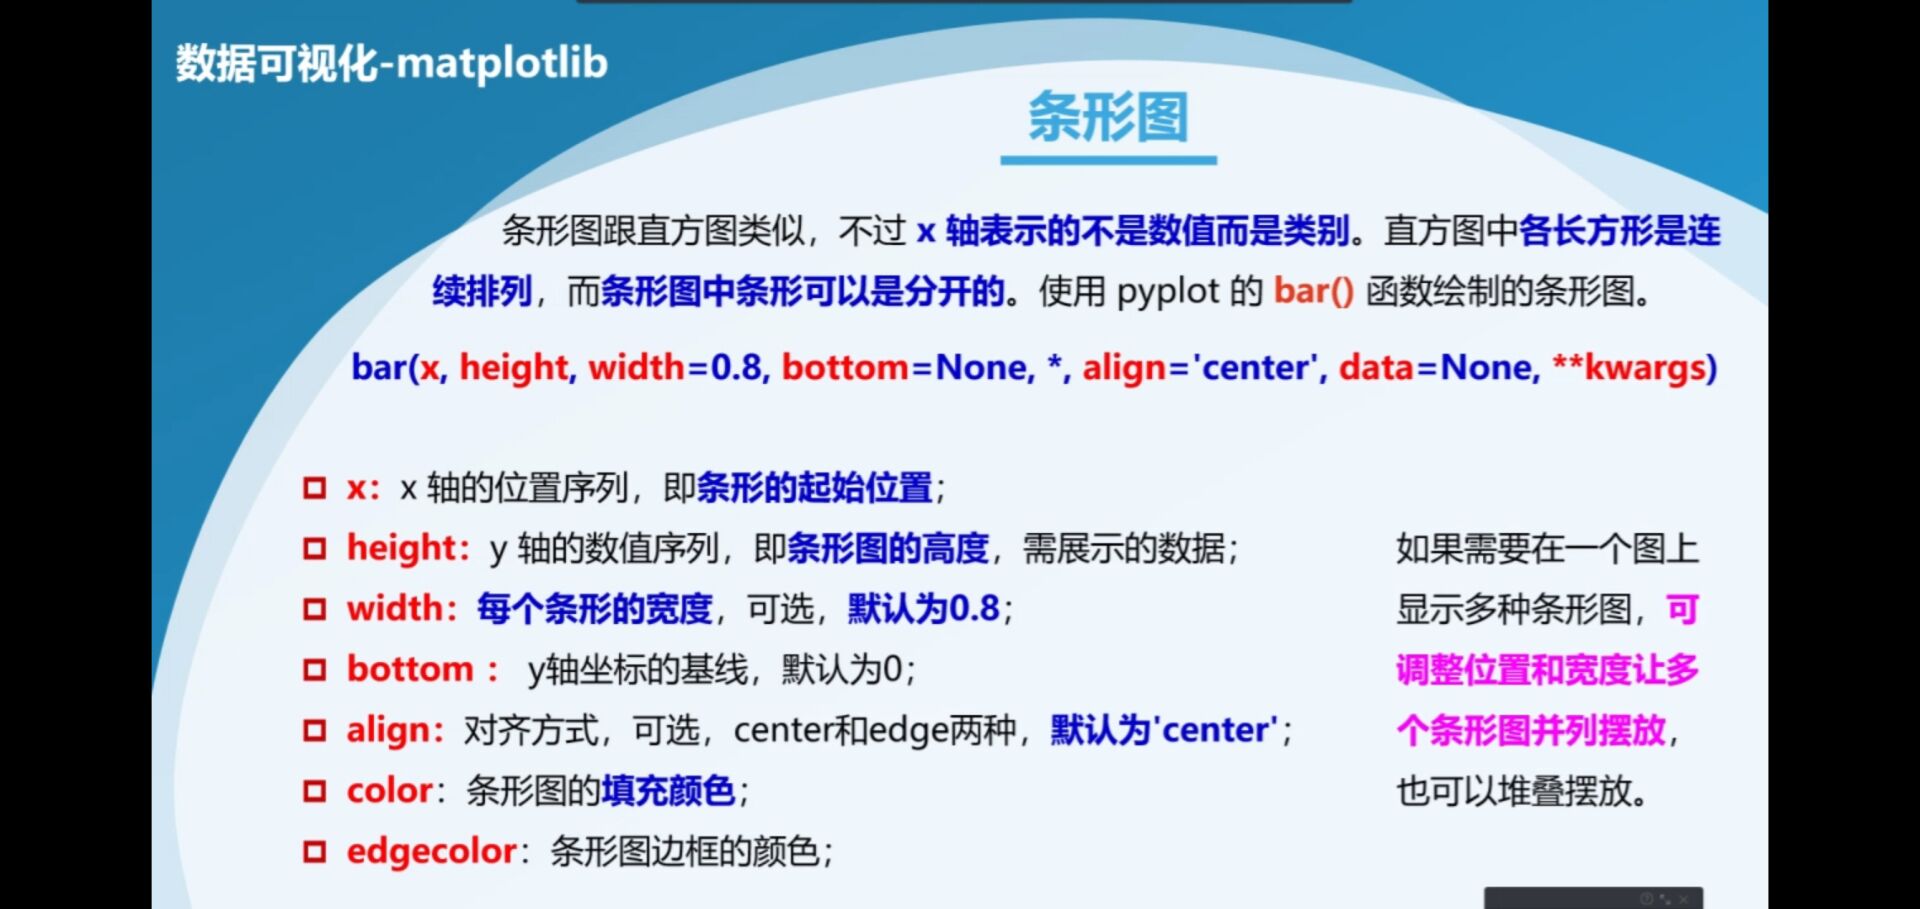 数据可视化-matplotlib
条形图
条形图跟直方图类似，不过 x 轴表示的不是数值而是类别。直方图中各长方形是连
续排列，而条形图中条形可以是分开的。使用 pyplot 的 bar() 函数绘制的条形图。
bar(x, height, width=0.8, bottom=None, *, align='center', data=None, **kwargs)
x：x 轴的位置序列，即条形的起始位置；
height：y 轴的数值序列，即条形图的高度，需展示的数据；
width：每个条形的宽度，可选，默认为0.8；
bottom ： y轴坐标的基线，默认为0；
align：对齐方式，可选，center和edge两种，默认为'center'；
color：条形图的填充颜色；
edgecolor：条形图边框的颜色；
如果需要在一个图上
显示多种条形图，可
调整位置和宽度让多
个条形图并列摆放，
也可以堆叠摆放。